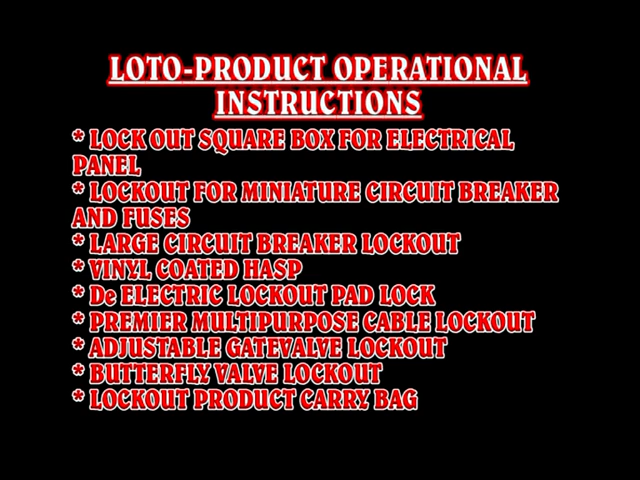 LOTO-PRODUCT OPERATIONAL
INSTRUCTIONS
* LOCK OUT SQUARE BOX FOR ELECTRICAL
PANEL
* LOCKOUT FOR MINIATURE CIRCUIT BREAKER
AND FUSES
* LARGE CIRCUIT BREAKER LOCKOUT
* VINYL COATED HASP
* De ELECTRIC LOCKOUT PAD LOCK
* PREMIER MULTIPURPOSE CABLE LOCKOUT
* ADJUSTABLE GATEVALVE LOCKOUT
* BUTTERFLY VALVE LOCKOUT
* LOCKOUT PRODUCT CARRY BAG